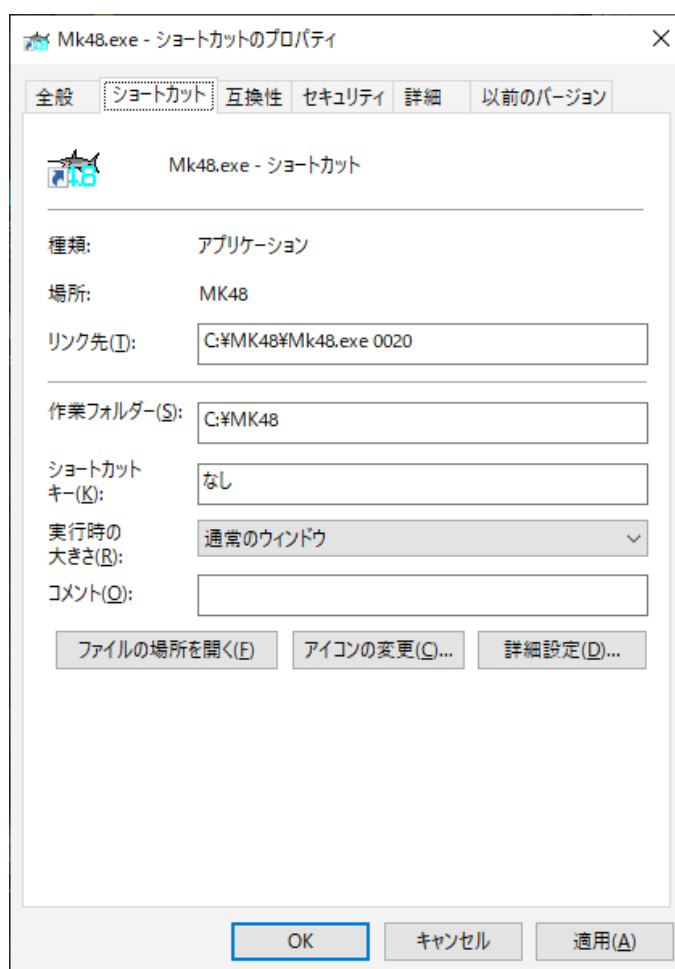 Mk48.exe - ショートカットのプロパティ
全般 ショートカット 互換性 セキュリティ 詳細 以前のバージョン
4.8
Mk48.exe - ショートカット
種類: アプリケーション
場所: MK48
リンク先(T): C:¥MK48¥Mk48.exe 0020
作業フォルダー(S): C:¥MK48
ショートカット
キー(K): なし
実行時の
大きさ(R): 通常のウィンドウ
コメント(O):
ファイルの場所を開く(F) アイコンの変更(C)... 詳細設定(D)...
OK キャンセル 適用(A)